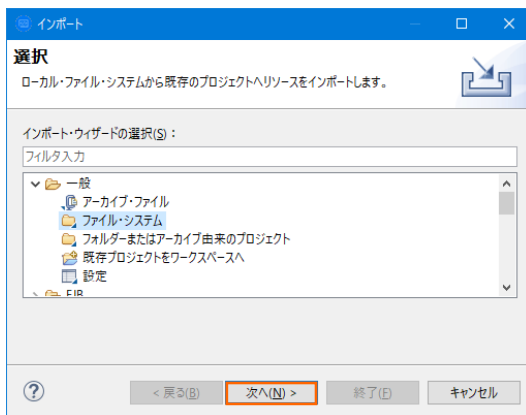 インポート
選択
ローカル・ファイル・システムから既存のプロジェクトへリソースをインポートします。
インポート・ウィザードの選択(S)：
フィルタ入力
一般
アーカイブ・ファイル
ファイル・システム
フォルダーまたはアーカイブ由来のプロジェクト
既存プロジェクトをワークスペースへ
設定
EJB
< 戻る(B)
次へ(N) >
終了(F)
キャンセル